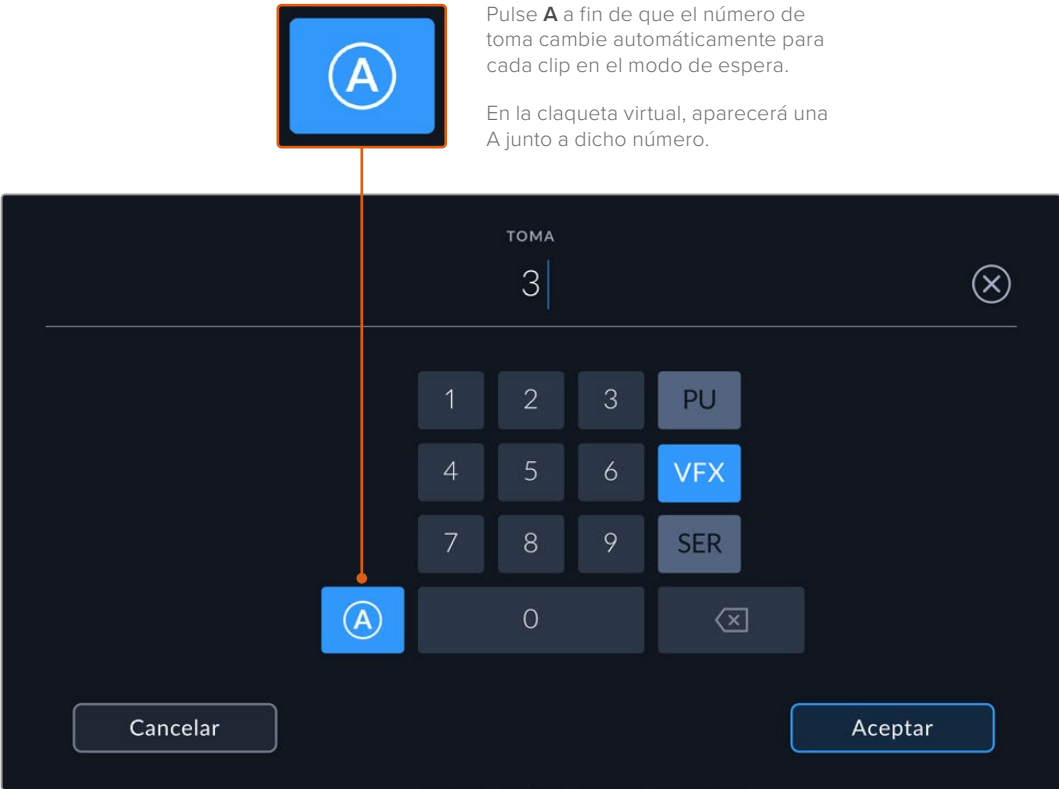 A
Pulse A a fin de que el número de
toma cambie automáticamente para
cada clip en el modo de espera.
En la claqueta virtual, aparecerá una
A junto a dicho número.
TOMA
3
1 2 3 PU
4 5 6 VFX
7 8 9 SER
A 0
Cancelar Aceptar